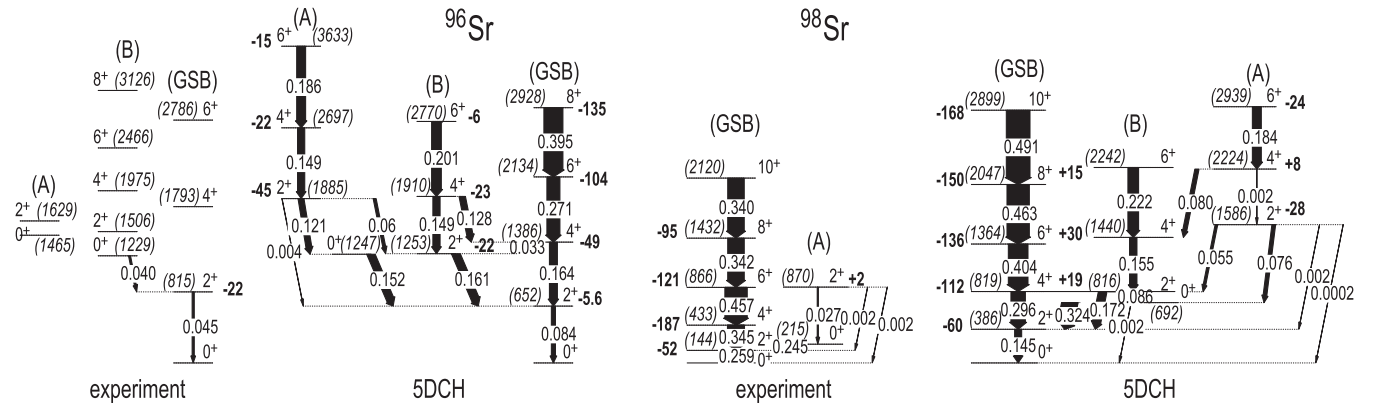 96Sr
98Sr
(B)
8+ (3126)
(GSB)
(2786) 6+
6+ (2466)
(A)
4+ (1975)
(1793) 4+
2+ (1629)
2+ (1506)
0+
(1465)
0+ (1229)
0.040
(815) 2+
-22
0.045
0+
experiment
(A)
-15 6+ (3633)
0.186
-22 4+ (2697)
0.149
-45 2+ (1885)
0.004
0.121
0.06
(B)
(2770) 6+ -6
0.201
(1910) 4+ -23
0.149
0.128
0+ (1247)
(1253) 2+ -22
0.152
0.161
(GSB)
(2928) 8+ -135
0.395
(2134) 6+ -104
0.271
(1386) 4+ -49
0.033
0.164
(652) 2+ -5.6
0.084
0+
5DCH
(GSB)
(2120) 10+
0.340
-95 (1432) 8+
0.342
-121 (866) 6+
0.457
-187 (433) 4+
0.345
-52 (144) 2+
0.259
0+
(A)
(870) 2+ +2
0.027
0.002
0.002
(215)
0+
0.245
experiment
(GSB)
-168 (2899) 10+
0.491
-150 (2047) 8+
0.463
-136 (1364) 6+
0.404
-112 (819) 4+
0.296
-60 (386) 2+
0.145
0+
(B)
+15 (2242) 6+
0.222
+30 (1440) 4+
0.155
+19 (816) 2+
0+
0.086
(692)
0.324
0.172
0.002
(A)
(2939) 6+ -24
0.184
(2224) 4+ +8
0.080
0.002
(1586) 2+ -28
0.055
0.076
0.002
0.0002
5DCH